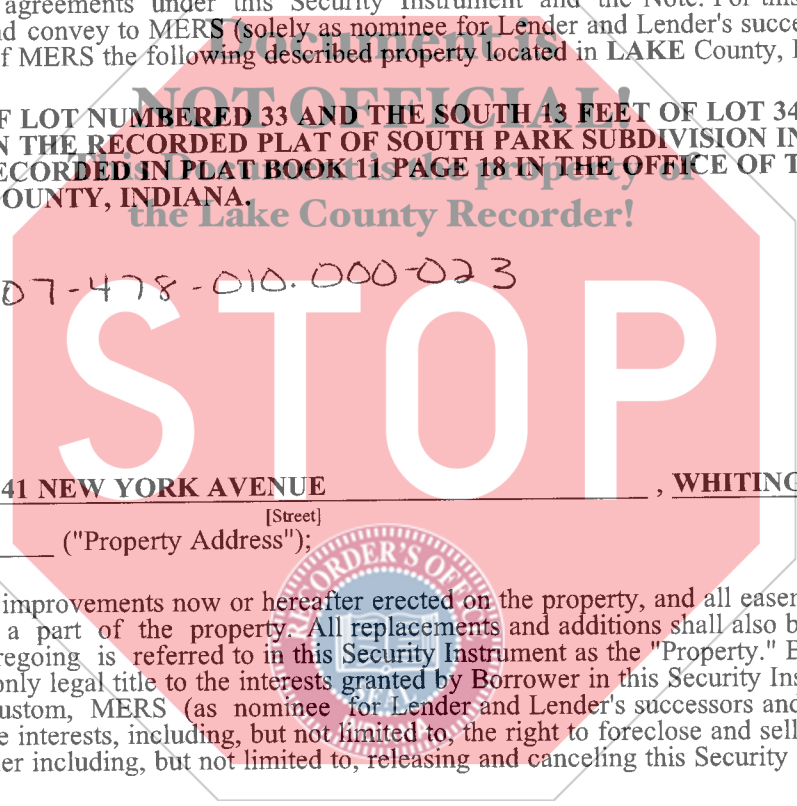 agreements under this Security Instrument and the Note. For this
nd convey to MERS (solely as nominee for Lender and Lender's succe
f MERS the following described property located in LAKE County, I
Document is
NOT OFFICIAL!
This Document is the property of
the Lake County Recorder!
F LOT NUMBERED 33 AND THE SOUTH 13 FEET OF LOT 34
N THE RECORDED PLAT OF SOUTH PARK SUBDIVISION IN
ECORDED IN PLAT BOOK 11 PAGE 18 IN THE OFFICE OF T
OUNTY, INDIANA.
07-478-010.000-023
STOP
41 NEW YORK AVENUE , WHITING
[Street]
("Property Address");
improvements now or hereafter erected on the property, and all easem
a part of the property. All replacements and additions shall also b
regoing is referred to in this Security Instrument as the "Property." B
only legal title to the interests granted by Borrower in this Security Ins
ustom, MERS (as nominee for Lender and Lender's successors and
e interests, including, but not limited to, the right to foreclose and sell
er including, but not limited to, releasing and canceling this Security
RECORDER'S OFFICE
SEAL
INDIANA